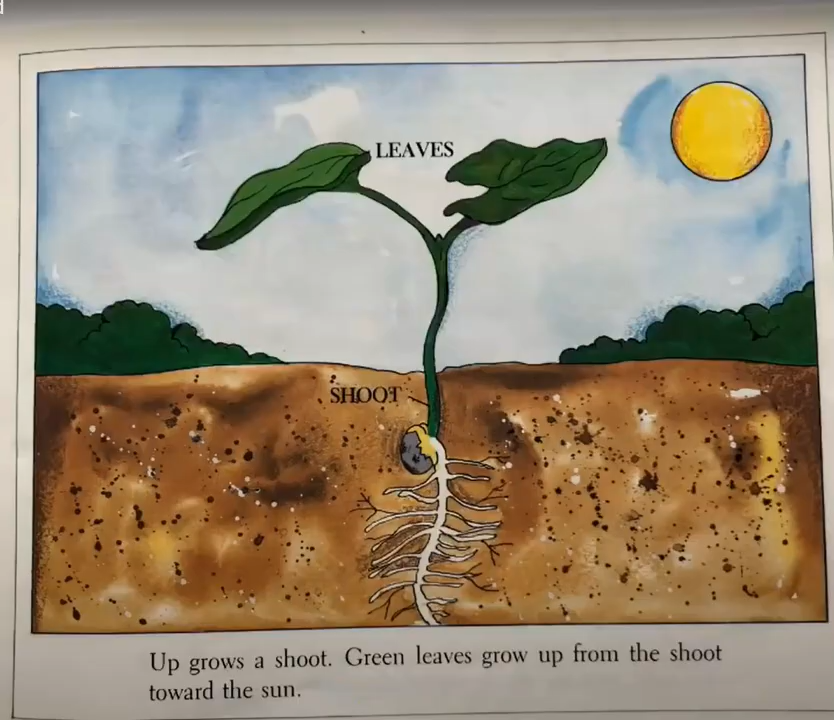 LEAVES
SHOOT
Up grows a shoot. Green leaves grow up from the shoot
toward the sun.